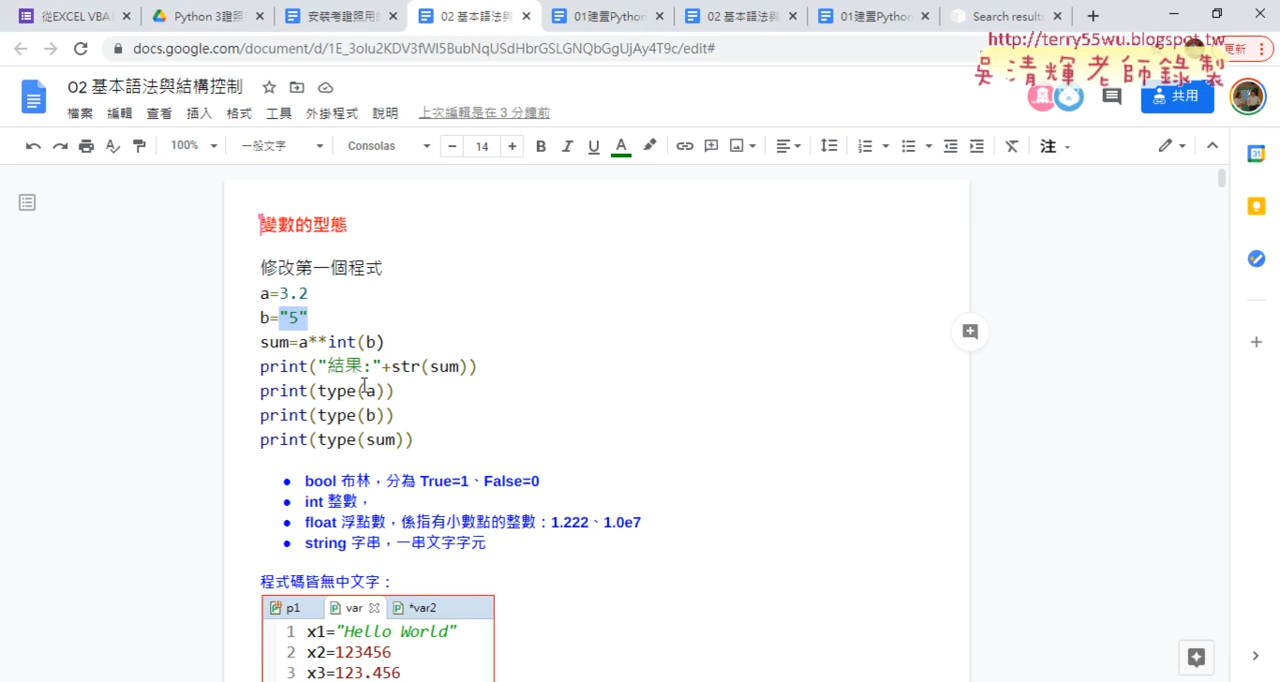 從EXCEL VBA
Python 3證照
安裝考證照用的
02 基本語法與
01建置Python
02 基本語法與
01建置Python
Search results
docs.google.com/document/d/1E_3olu2KDV3fWI5BubNqUSdHbrGSLGNQbGgUjAy4T9c/edit#
更新
http://terry55wu.blogspot.tw
吳清輝老師錄製
02 基本語法與結構控制
檔案 編輯 查看 插入 格式 工具 外掛程式 說明 上次編輯是在 3 分鐘前
共用
100% 一般文字 Consolas 14 B I U A 注
變數的型態
修改第一個程式
a=3.2
b="5"
sum=a**int(b)
print("結果:"+str(sum))
print(type(a))
print(type(b))
print(type(sum))
● bool 布林，分為 True=1、False=0
● int 整數，
● float 浮點數，係指有小數點的整數：1.222、1.0e7
● string 字串，一串文字字元
程式碼皆無中文字：
p1 var *var2
1 x1="Hello World"
2 x2=123456
3 x3=123.456
31